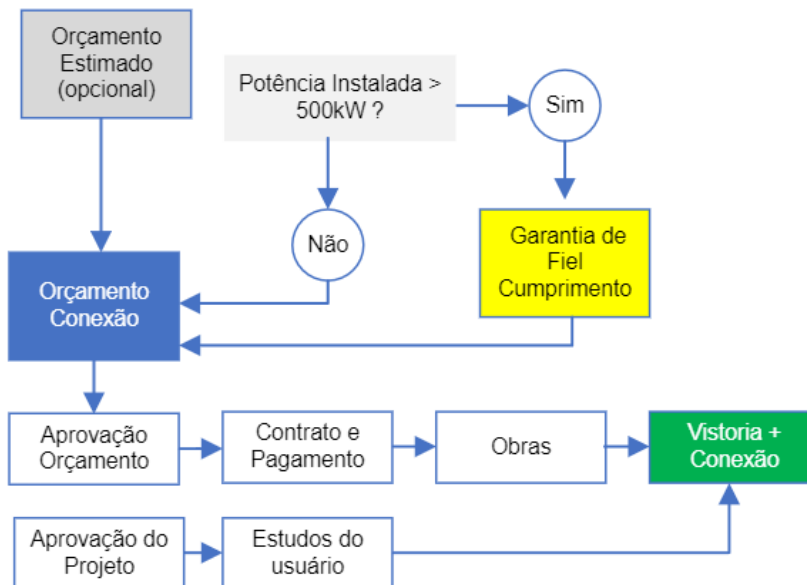 Orçamento
Estimado
(opcional)
Potência Instalada >
500kW ?
Sim
Não
Garantia de
Fiel
Cumprimento
Orçamento
Conexão
Aprovação
Orçamento
Contrato e
Pagamento
Obras
Vistoria +
Conexão
Aprovação do
Projeto
Estudos do
usuário